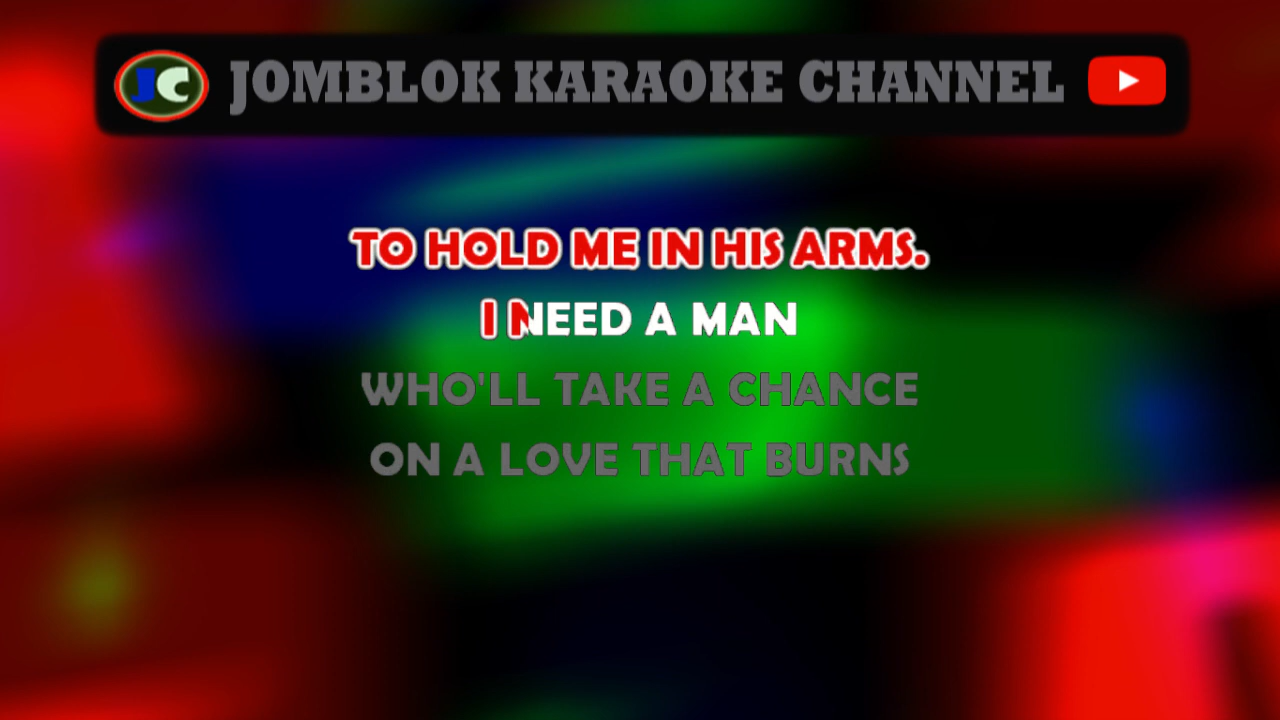 JC JOMBLOK KARAOKE CHANNEL
TO HOLD ME IN HIS ARMS.
I NEED A MAN
WHO'LL TAKE A CHANCE
ON A LOVE THAT BURNS